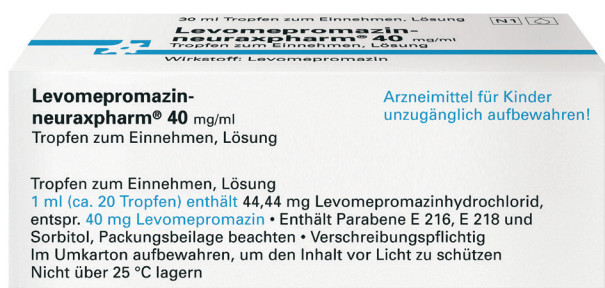 30 ml Tropfen zum Einnehmen, Lösung
N1
Levomepromazin-
neuraxpharm® 40 mg/ml
Tropfen zum Einnehmen, Lösung
Wirkstoff: Levomepromazin
Levomepromazin-
neuraxpharm® 40 mg/ml
Tropfen zum Einnehmen, Lösung
Arzneimittel für Kinder
unzugänglich aufbewahren!
Tropfen zum Einnehmen, Lösung
1 ml (ca. 20 Tropfen) enthält 44,44 mg Levomepromazinhydrochlorid,
entspr. 40 mg Levomepromazin • Enthält Parabene E 216, E 218 und
Sorbitol, Packungsbeilage beachten • Verschreibungspflichtig
Im Umkarton aufbewahren, um den Inhalt vor Licht zu schützen
Nicht über 25 °C lagern